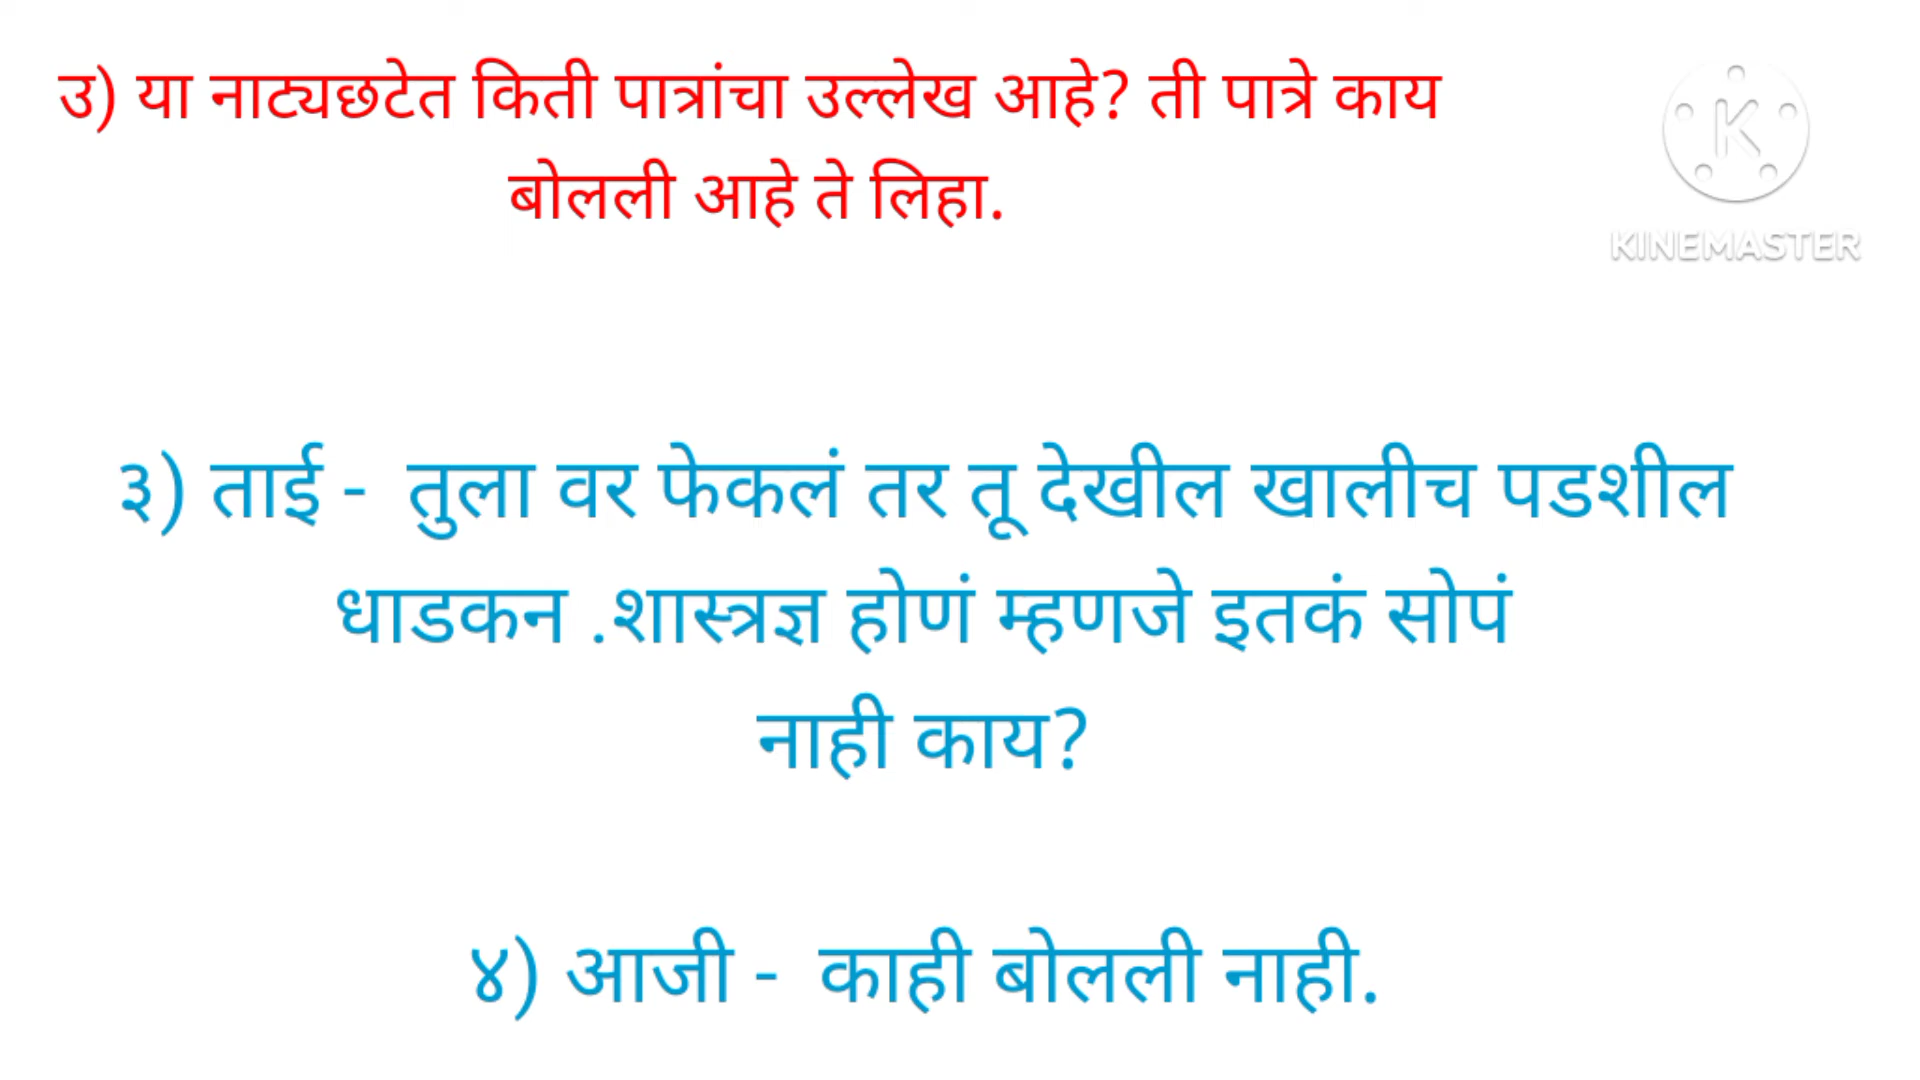 उ) या नाट्यछटेत किती पात्रांचा उल्लेख आहे? ती पात्रे काय
बोलली आहे ते लिहा.
K
KINEMASTER
३) ताई - तुला वर फेकलं तर तू देखील खालीच पडशील
धाडकन .शास्त्रज्ञ होणं म्हणजे इतकं सोपं
नाही काय?
४) आजी - काही बोलली नाही.